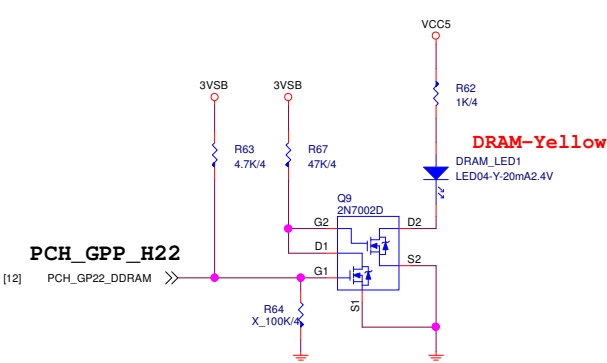 VCC5
3VSB
3VSB
R62
1K/4
R63
4.7K/4
R67
47K/4
DRAM-Yellow
DRAM_LED1
LED04-Y-20mA2.4V
Q9
2N7002D
G2
D2
D1
S2
G1
S1
PCH_GPP_H22
[12]
PCH_GP22_DDRAM
R64
X_100K/4